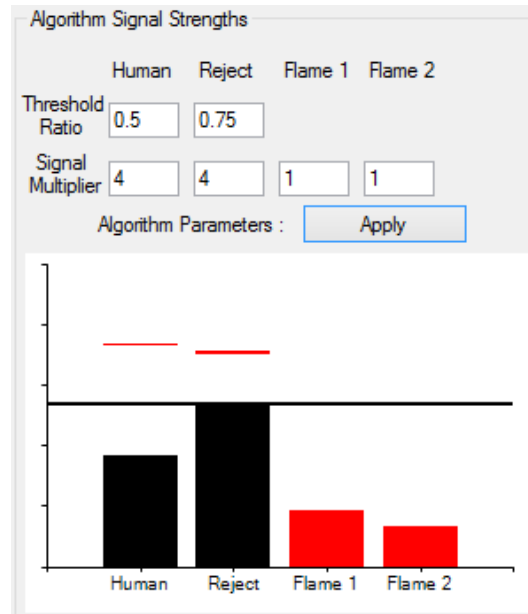 Algorithm Signal Strengths
Human Reject Flame 1 Flame 2
Threshold
Ratio 0.5 0.75
Signal
Multiplier 4 4 1 1
Algorithm Parameters : Apply
Human Reject Flame 1 Flame 2